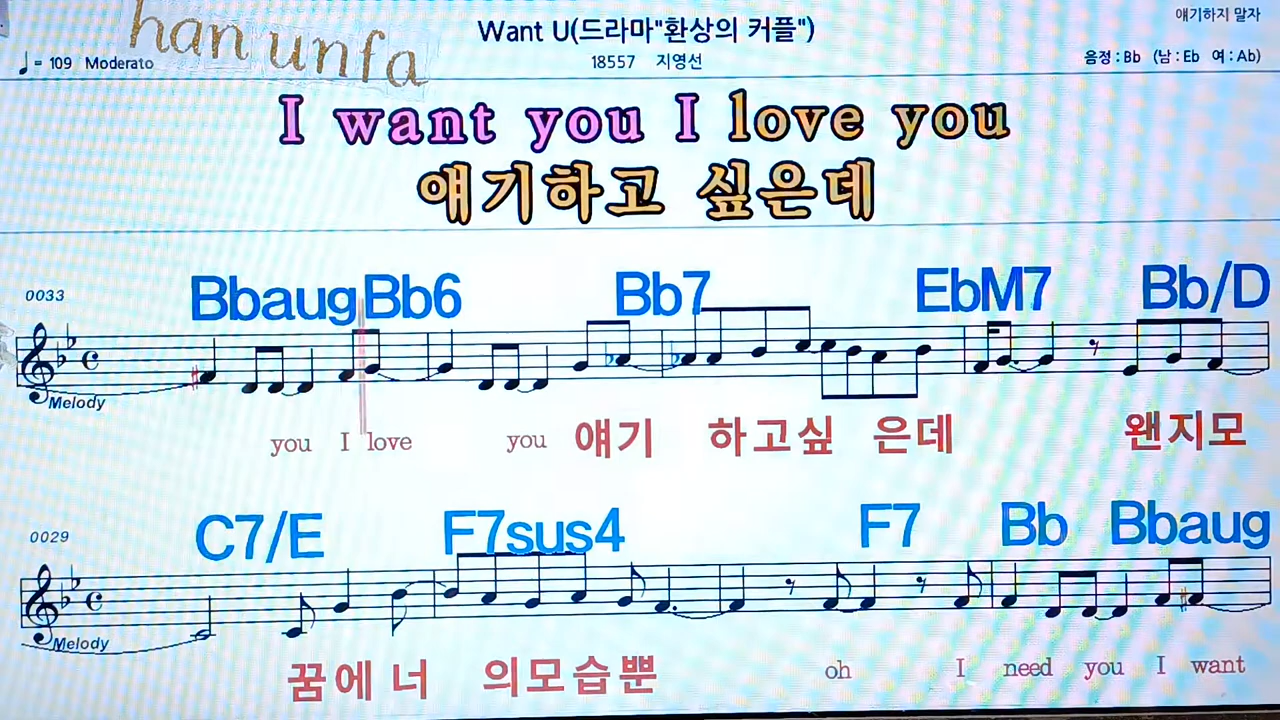 han unfa
Want U(드라마"환상의 커플")
얘기하지 말자
♩= 109 Moderato
18557 지영선
음정 : Bb (남 : Eb 여 : Ab)
I want you I love you
얘기하고 싶은데
0033
Bbaug Bb6 Bb7 EbM7 Bb/D
Melody
you I love you 얘기 하고싶 은데 왠지모
0029
C7/E F7sus4 F7 Bb Bbaug
Melody
꿈에 너 의모습뿐 oh I need you I want